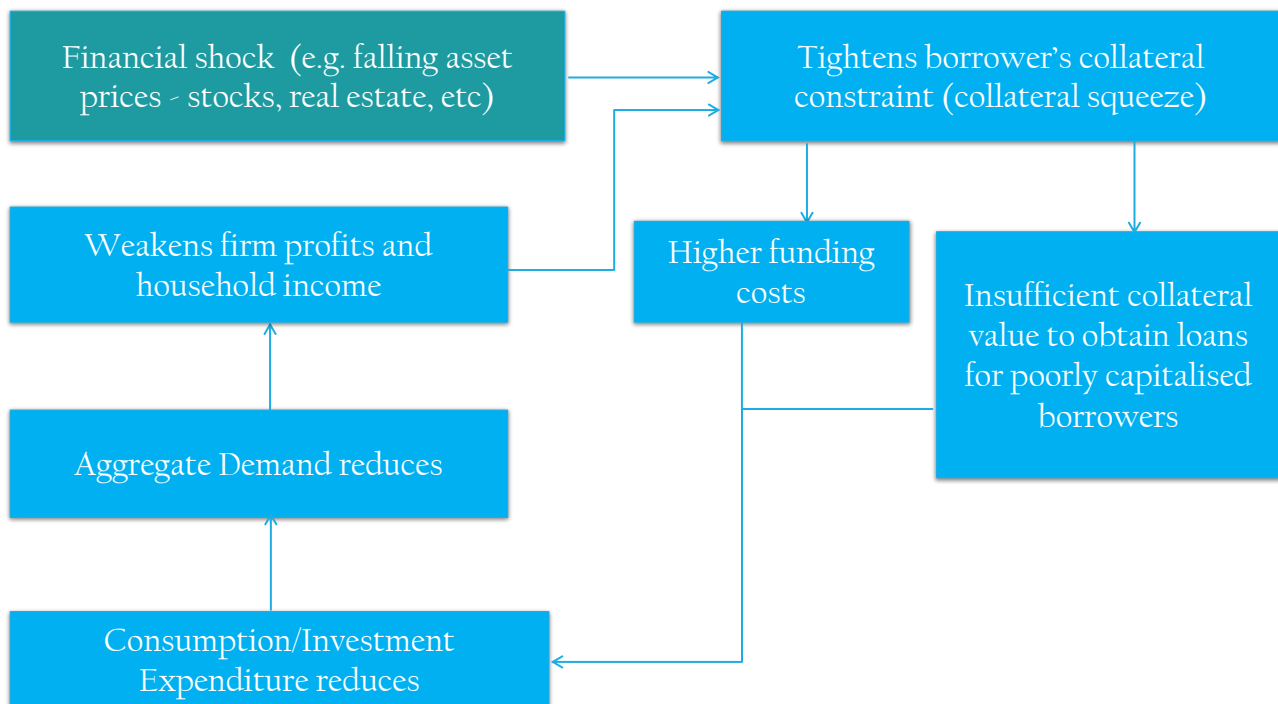 Financial shock (e.g. falling asset
prices - stocks, real estate, etc)
Tightens borrower's collateral
constraint (collateral squeeze)
Weakens firm profits and
household income
Higher funding
costs
Insufficient collateral
value to obtain loans
for poorly capitalised
borrowers
Aggregate Demand reduces
Consumption/Investment
Expenditure reduces